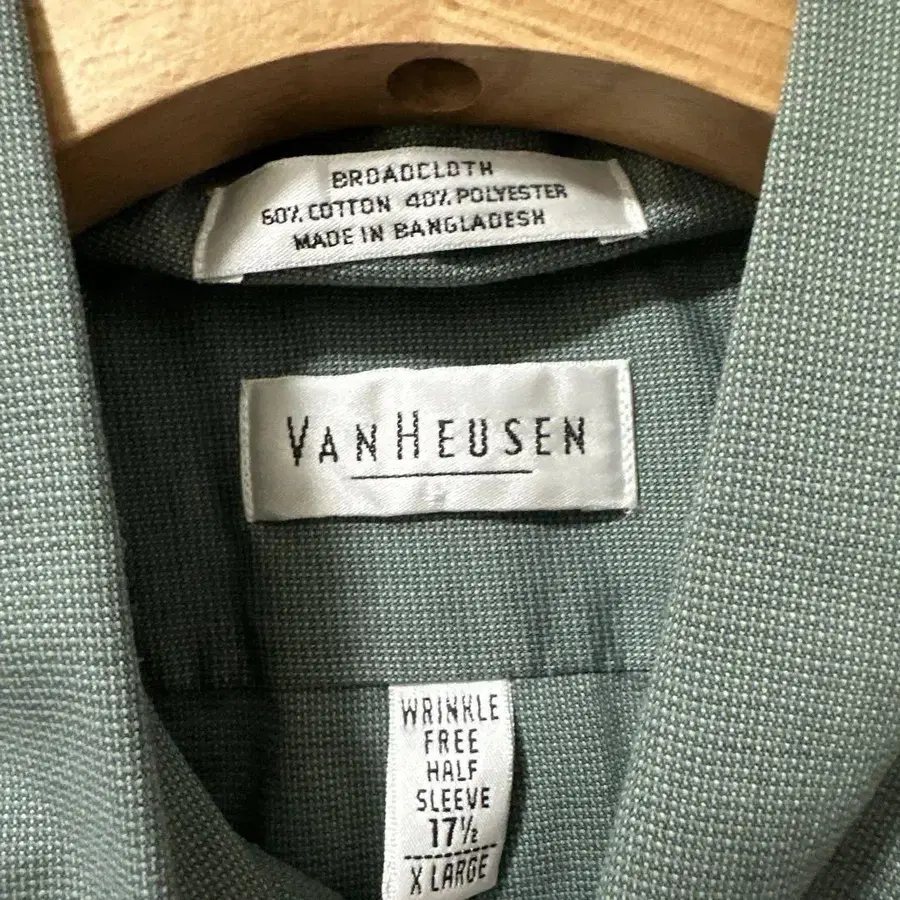 BROADCLOTH
60% COTTON 40% POLYESTER
MADE IN BANGLADESH
VAN HEUSEN
WRINKLE
FREE
HALF
SLEEVE
17½
X LARGE